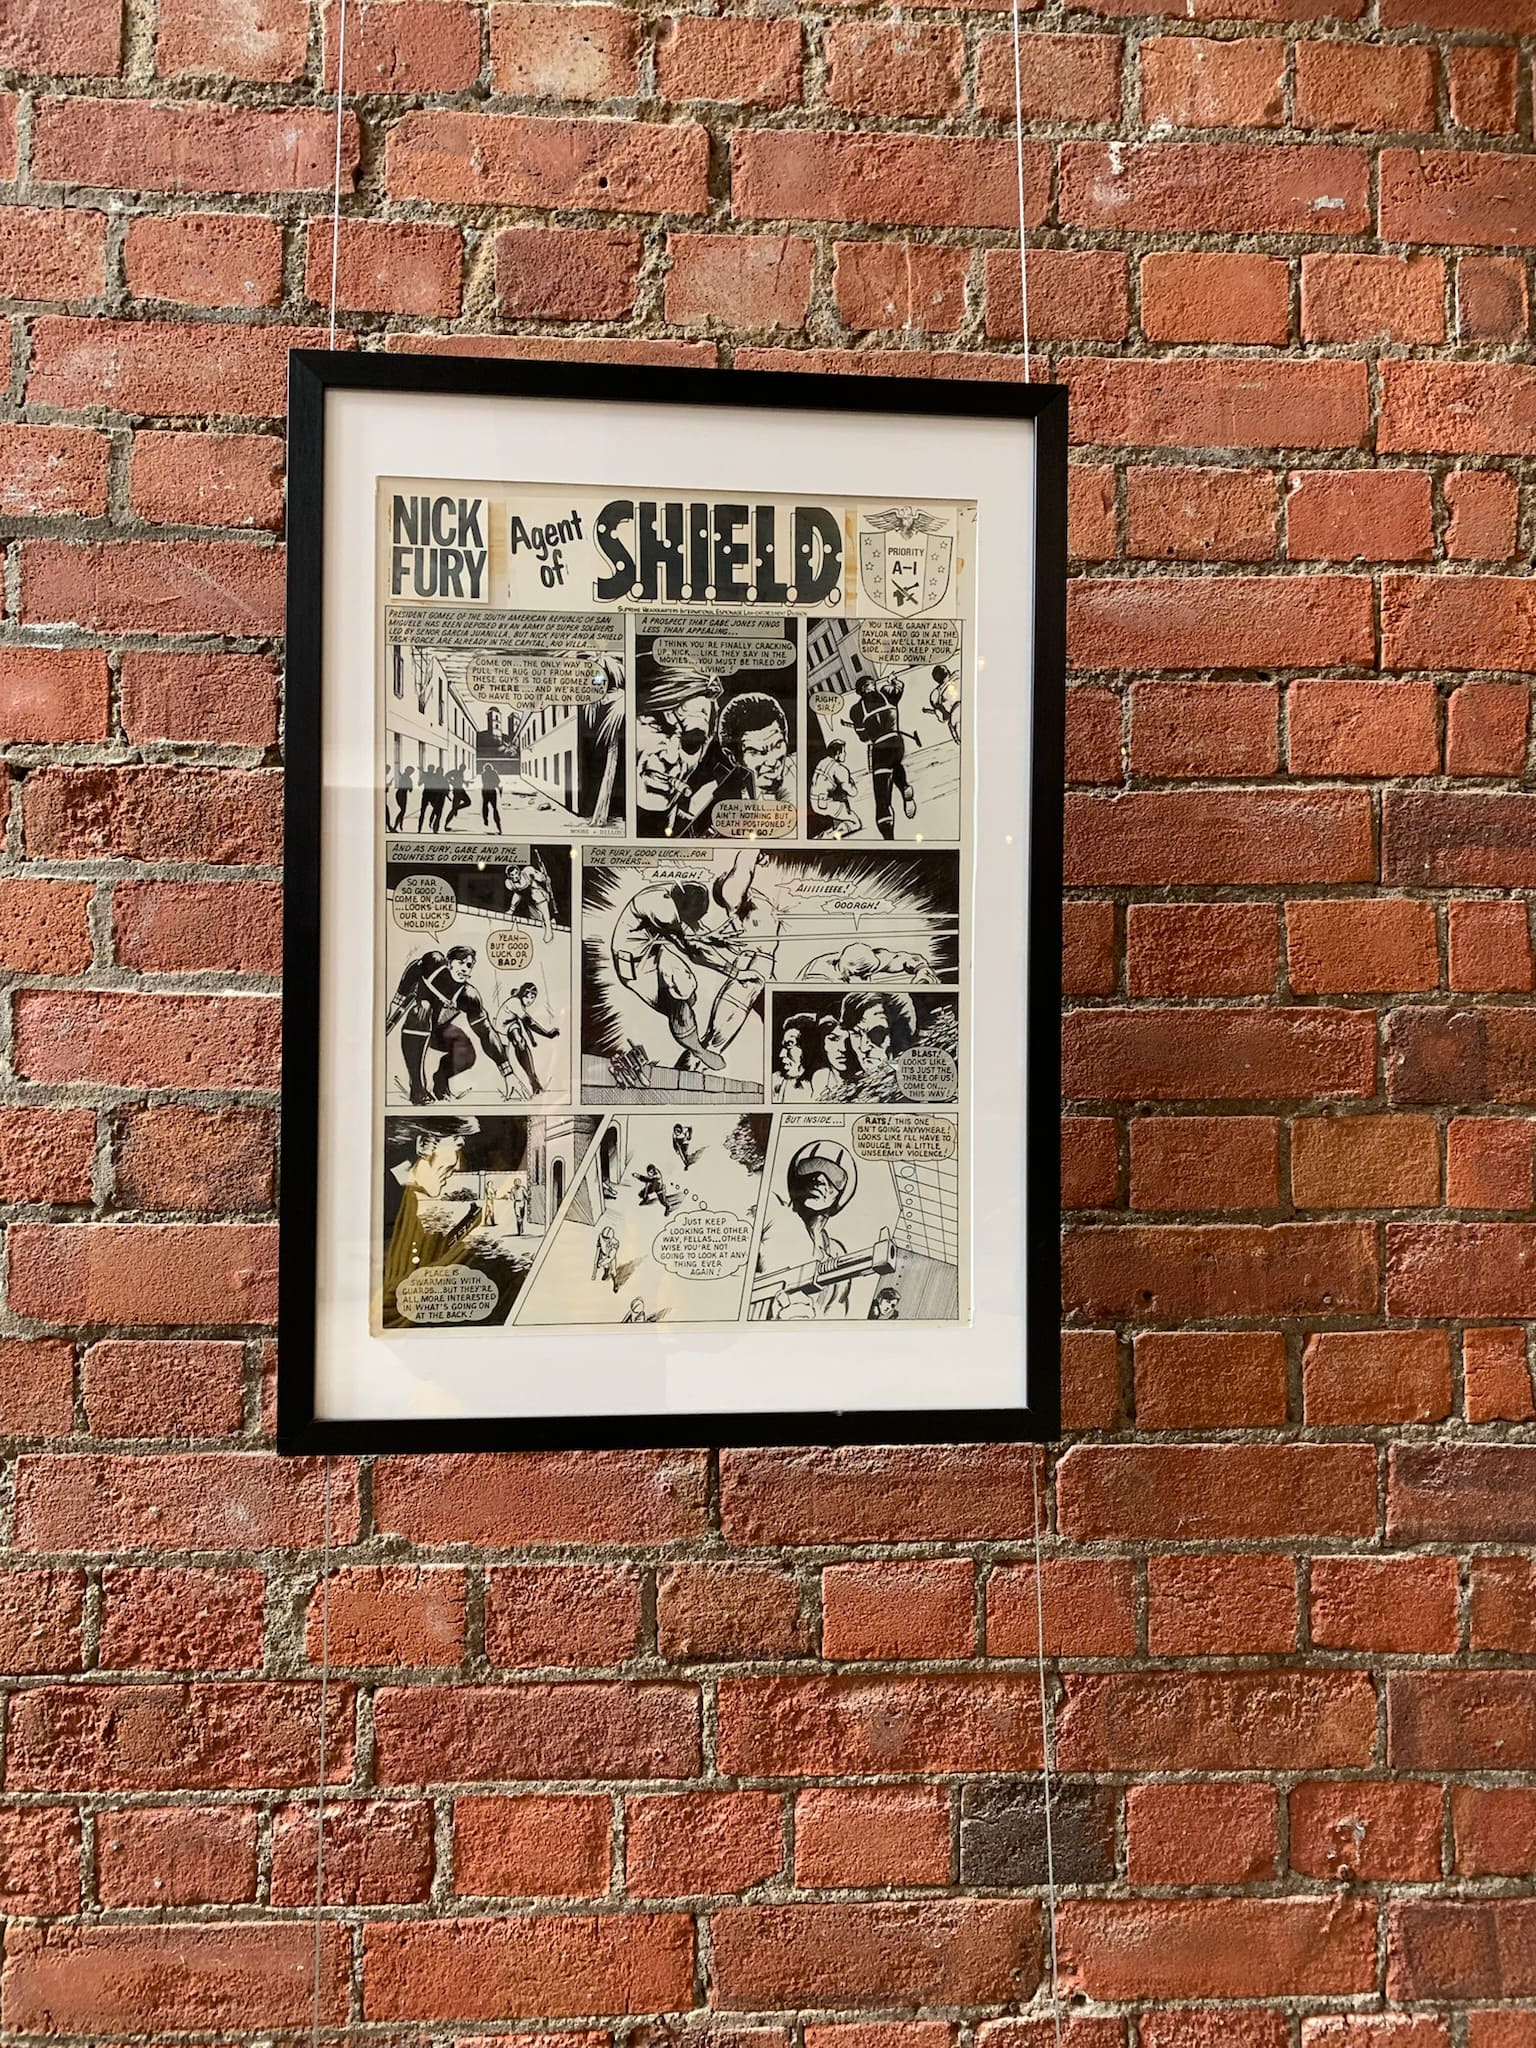 NICK
FURY
Agent
of
S.H.I.E.L.D.
SUPREME HEADQUARTERS INTERNATIONAL ESPIONAGE LAW-ENFORCEMENT DIVISION
PRIORITY
A-1
PRESIDENT GOMEZ OF THE SOUTH AMERICAN REPUBLIC OF SAN
MIGUELE HAS BEEN DEPOSED BY AN ARMY OF SUPER SOLDIERS
LED BY SENOR GARCIA JUANILLA, BUT NICK FURY AND A SHIELD
TASK FORCE ARE ALREADY IN THE CAPITAL, RIO VILLA...
COME ON...THE ONLY WAY TO
PULL THE RUG OUT FROM UNDER
THESE GUYS IS TO GET GOMEZ OUT
OF THERE...AND WE'RE GOING
TO HAVE TO DO IT ALL ON OUR
OWN!
MOORE + DILLON
A PROSPECT THAT GABE JONES FINDS
LESS THAN APPEALING...
I THINK YOU'RE FINALLY CRACKING
UP, NICK...LIKE THEY SAY IN THE
MOVIES...YOU MUST BE TIRED OF
LIVING!
YEAH, WELL...LIFE
AIN'T NOTHING BUT
DEATH POSTPONED!
LET'S GO!
YOU TAKE GRANT AND
TAYLOR AND GO IN AT THE
BACK...WE'LL TAKE THE
SIDE...AND KEEP YOUR
HEAD DOWN!
RIGHT
SIR!
AND AS FURY, GABE AND THE
COUNTESS GO OVER THE WALL...
SO FAR
SO GOOD!
COME ON, GABE
...LOOKS LIKE
OUR LUCK'S
HOLDING!
YEAH—
BUT GOOD
LUCK OR
BAD!
FOR FURY, GOOD LUCK...FOR
THE OTHERS...
AAARGH!
AIIIIIEEEE!
OOORGH!
BLAST!
LOOKS LIKE
IT'S JUST THE
THREE OF US!
COME ON...
THIS WAY!
PLACE IS
SWARMING WITH
GUARDS...BUT THEY'RE
ALL MORE INTERESTED
IN WHAT'S GOING ON
AT THE BACK!
JUST KEEP
LOOKING THE OTHER
WAY, FELLAS...OTHER-
WISE YOU'RE NOT
GOING TO LOOK AT ANY-
THING EVER
AGAIN!
BUT INSIDE...
RATS! THIS ONE
ISN'T GOING ANYWHERE!
LOOKS LIKE I'LL HAVE TO
INDULGE IN A LITTLE
UNSEEMLY VIOLENCE!